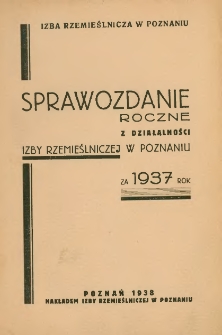 IZBA RZEMIEŚLNICZA W POZNANIU
SPRAWOZDANIE
ROCZNE
Z DZIAŁALNOŚCI
IZBY RZEMIEŚLNICZEJ W POZNANIU
ZA 1937 ROK
POZNAŃ 1938
NAKŁADEM IZBY RZEMIEŚLNICZEJ W POZNANIU